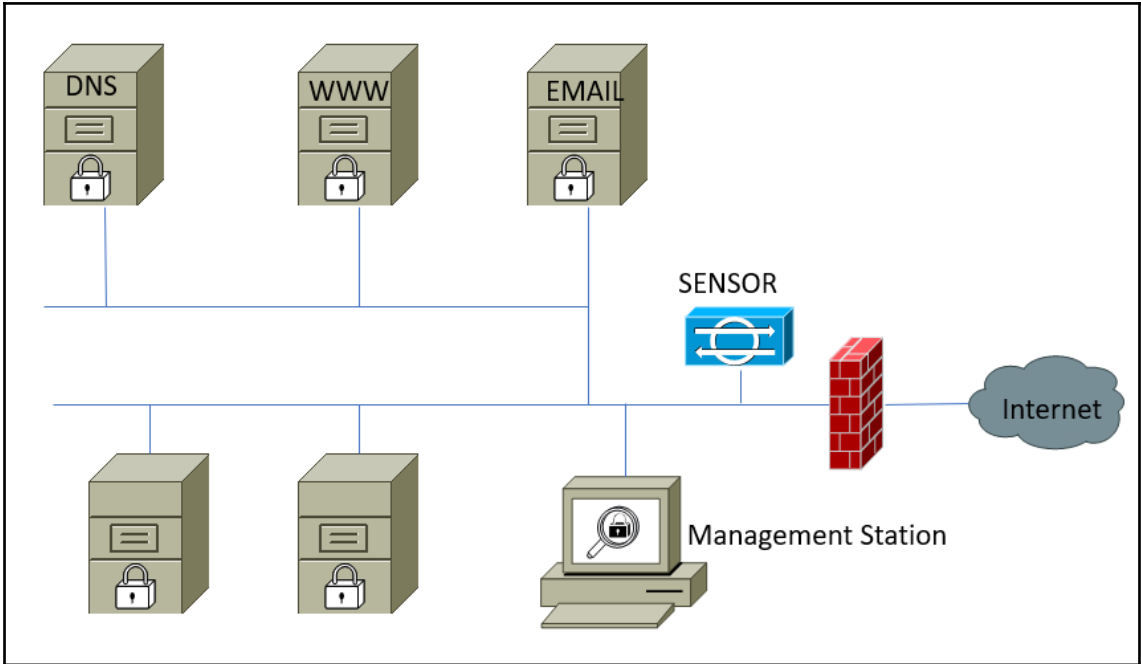 DNS
WWW
EMAIL
SENSOR
Internet
Management Station